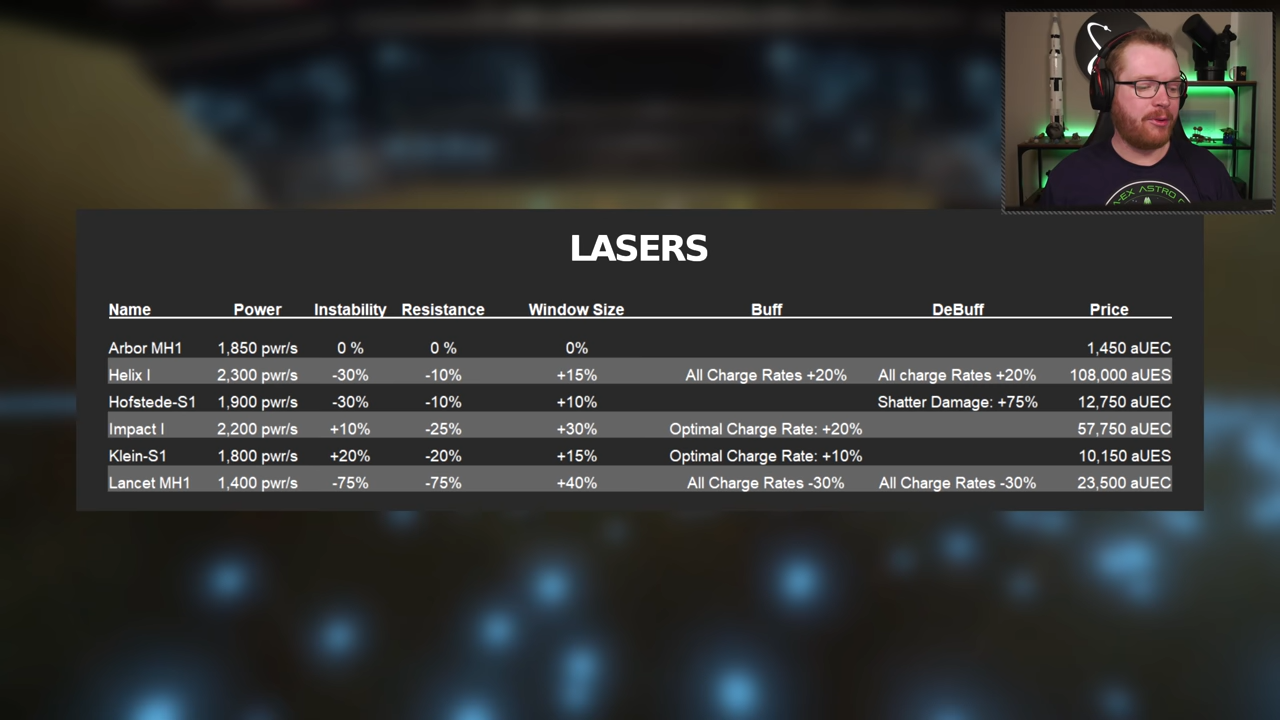 LASERS
Name Power Instability Resistance Window Size Buff DeBuff Price
Arbor MH1 1,850 pwr/s 0 % 0 % 0% 1,450 aUEC
Helix I 2,300 pwr/s -30% -10% +15% All Charge Rates +20% All charge Rates +20% 108,000 aUES
Hofstede-S1 1,900 pwr/s -30% -10% +10% Shatter Damage: +75% 12,750 aUEC
Impact I 2,200 pwr/s +10% -25% +30% Optimal Charge Rate: +20% 57,750 aUEC
Klein-S1 1,800 pwr/s +20% -20% +15% Optimal Charge Rate: +10% 10,150 aUES
Lancet MH1 1,400 pwr/s -75% -75% +40% All Charge Rates -30% All Charge Rates -30% 23,500 aUEC